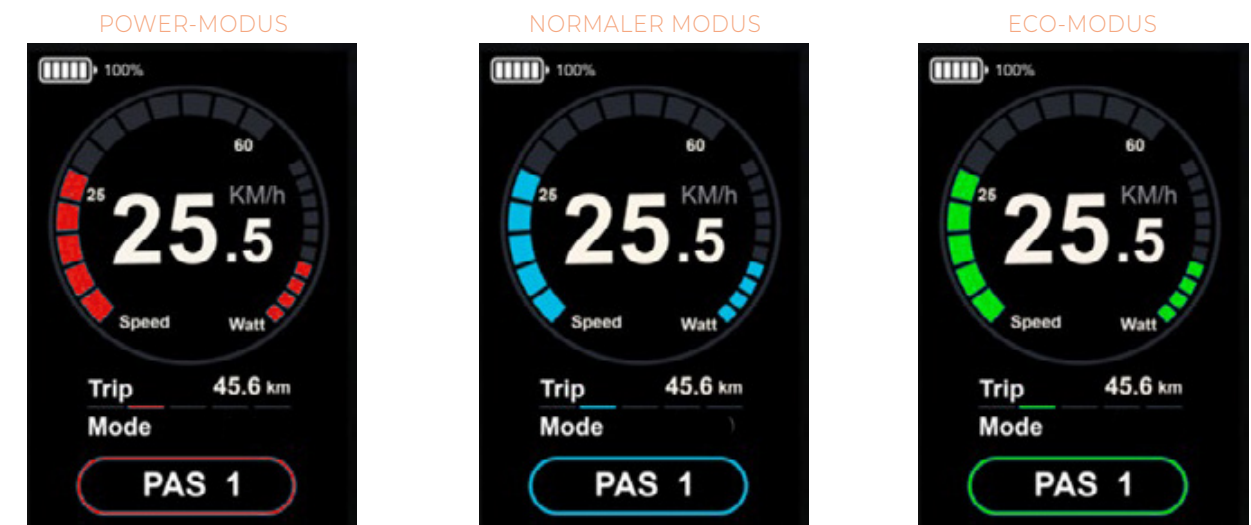 POWER-MODUS
100%
60
25
KM/h
25.5
Speed
Watt
Trip
45.6 km
Mode
PAS 1
NORMALER MODUS
100%
60
25
KM/h
25.5
Speed
Watt
Trip
45.6 km
Mode
PAS 1
ECO-MODUS
100%
60
25
KM/h
25.5
Speed
Watt
Trip
45.6 km
Mode
PAS 1